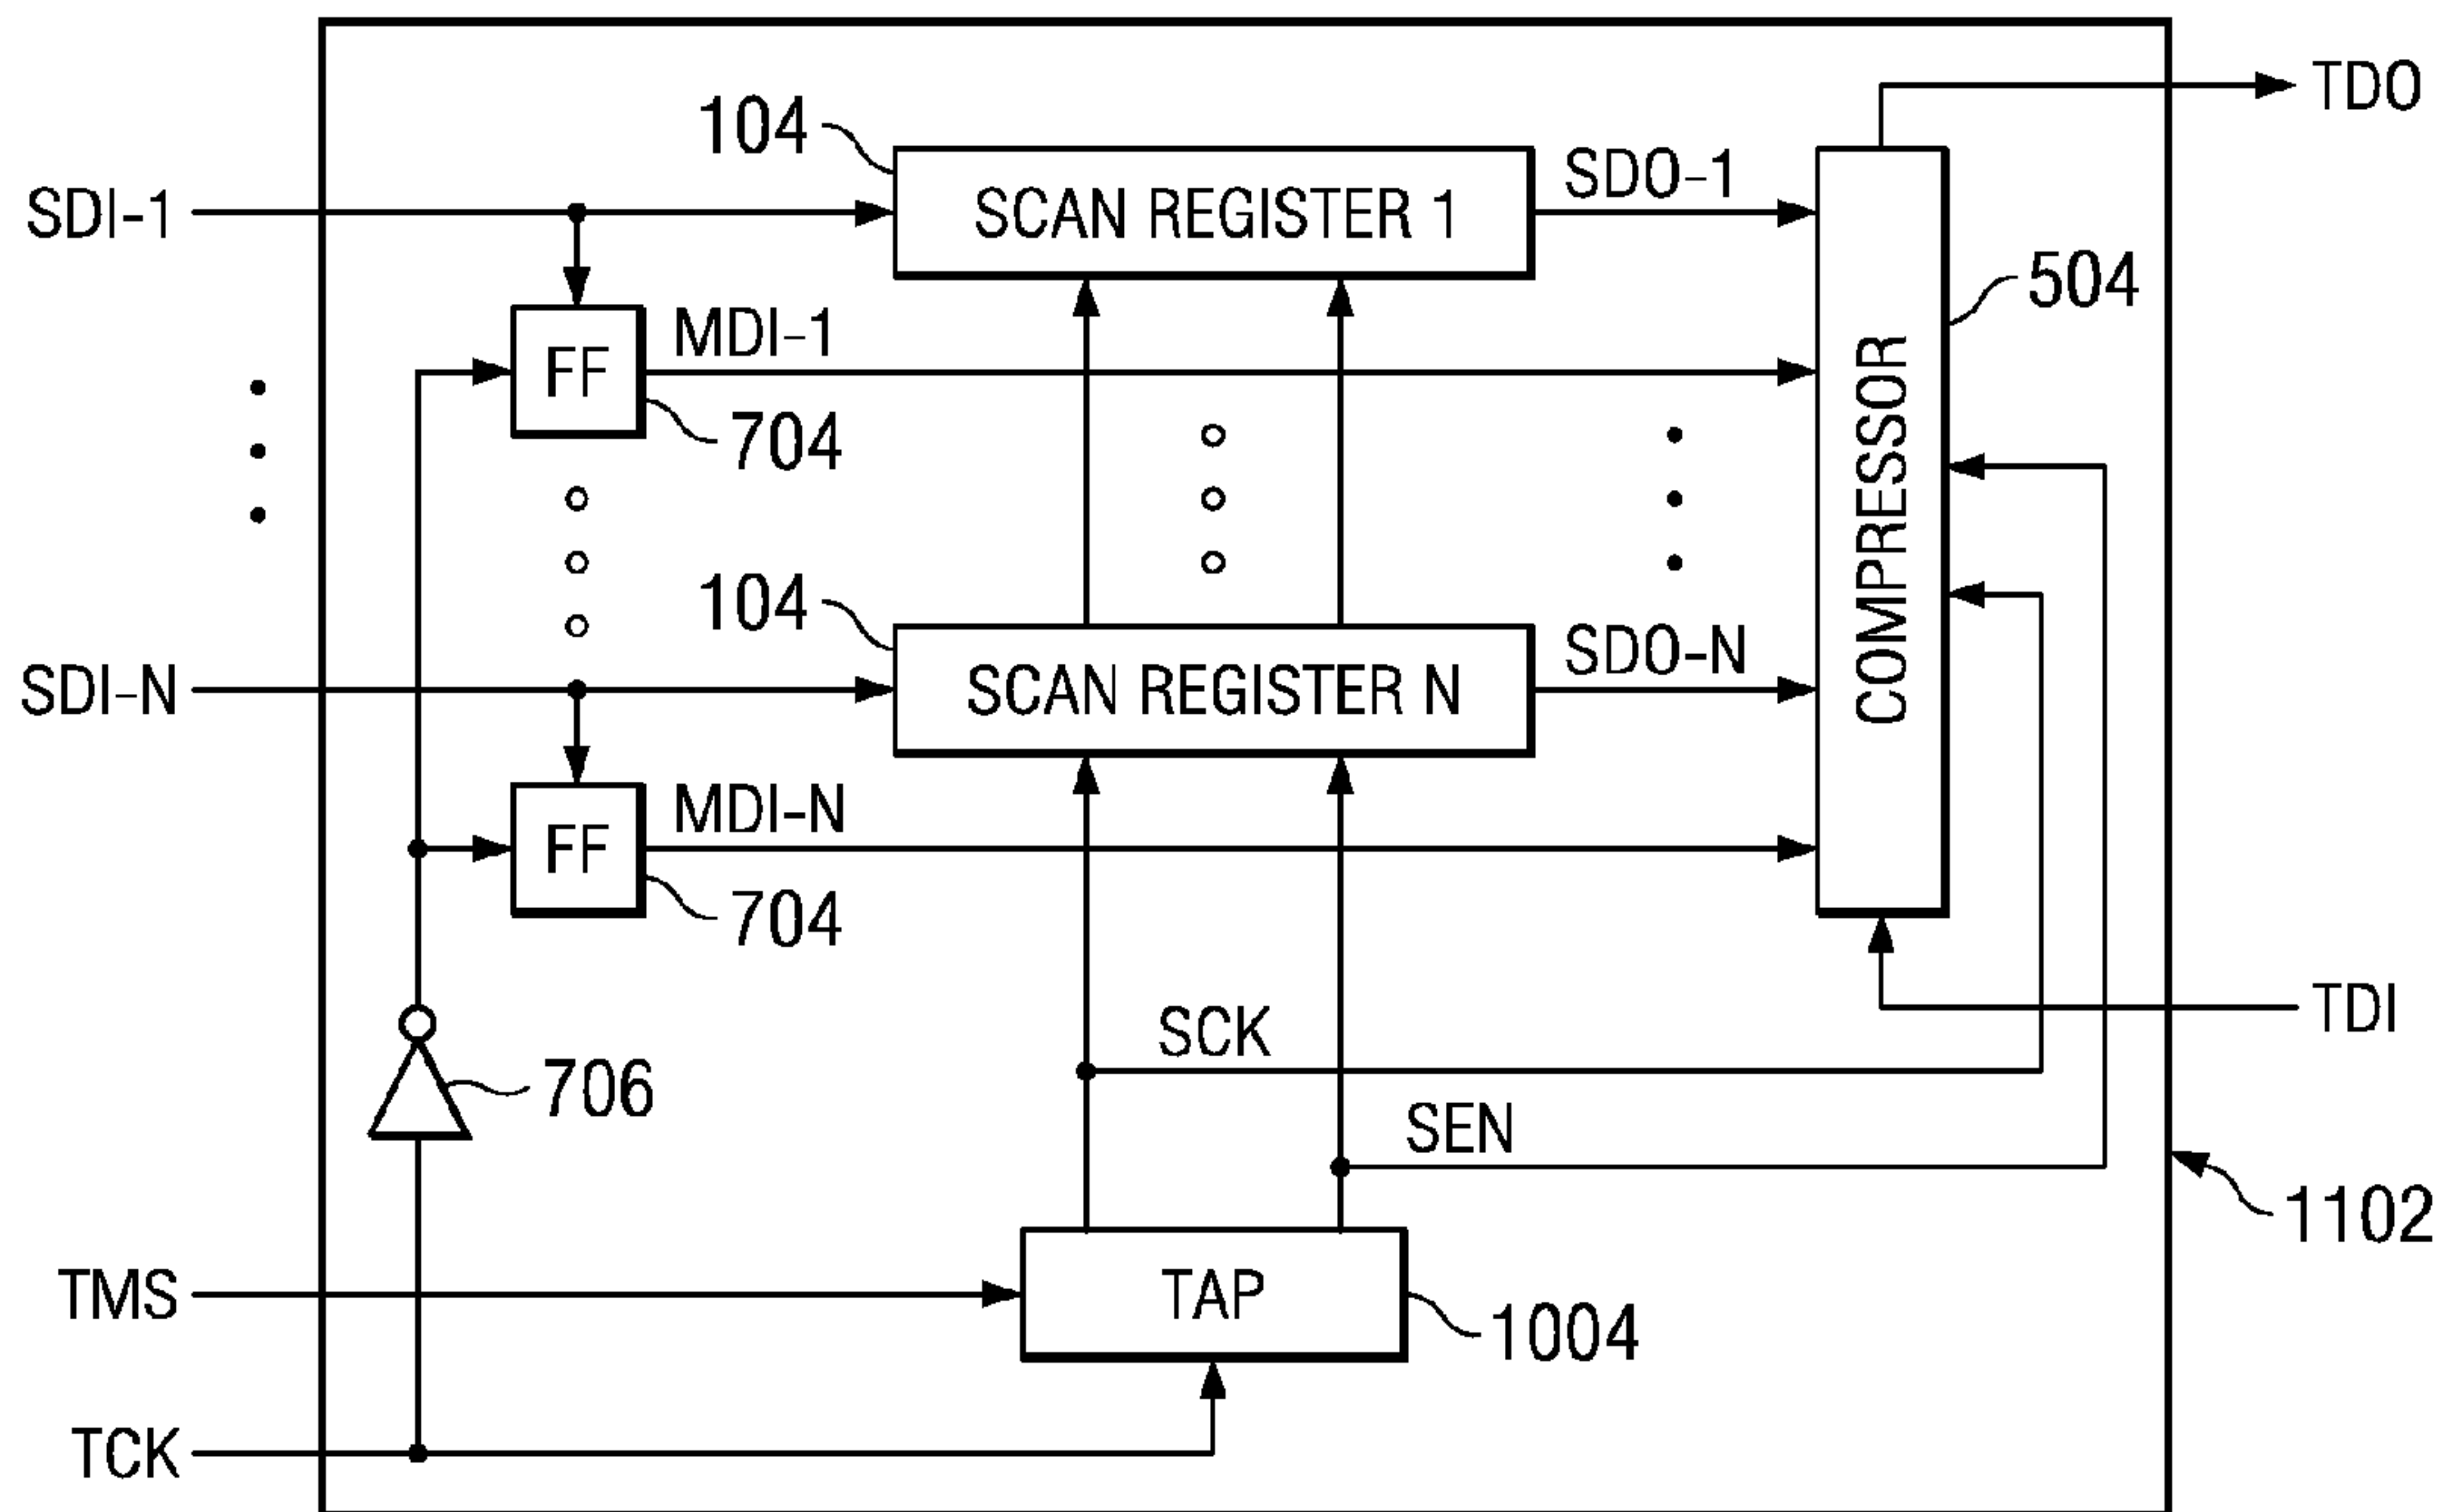 TDO
104
SDI-1
SCAN REGISTER 1
SDO-1
504
MDI-1
FF
704
COMPRESSOR
104
SDI-N
SCAN REGISTER N
SDO-N
MDI-N
FF
704
TDI
SCK
706
SEN
1102
TMS
TAP
1004
TCK